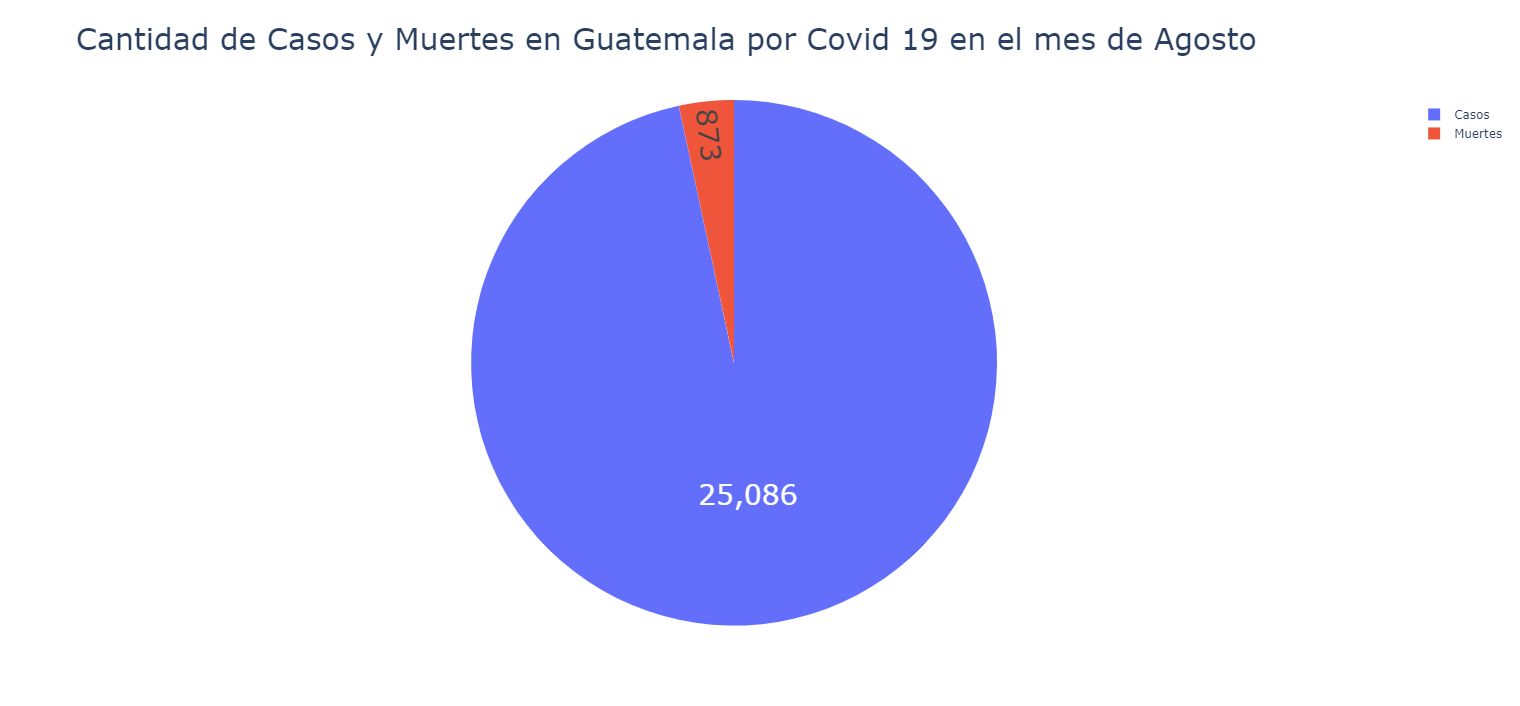 Cantidad de Casos y Muertes en Guatemala por Covid 19 en el mes de Agosto
Casos
Muertes
873
25,086